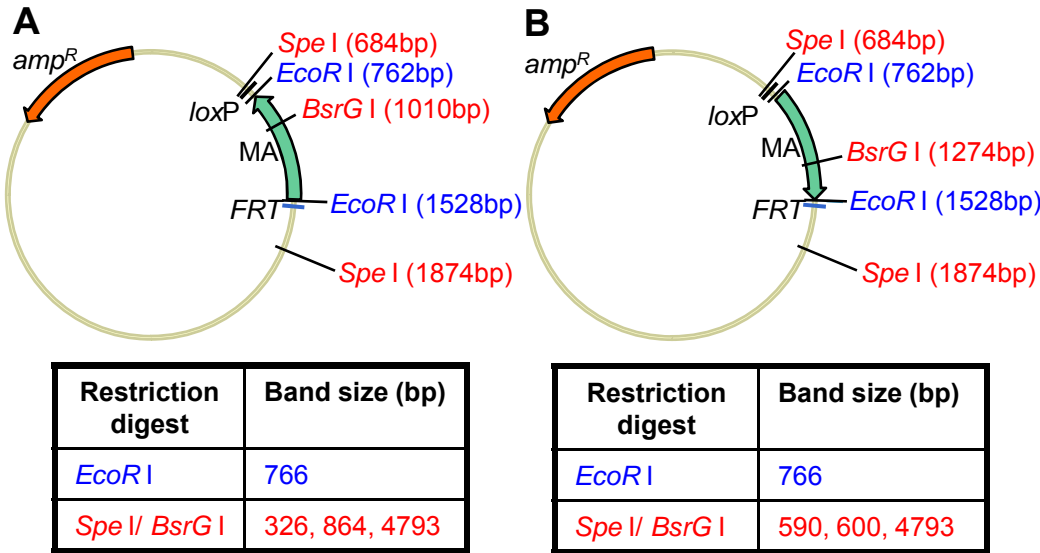 A
amp^R
Spe I (684bp)
EcoR I (762bp)
loxP
BsrG I (1010bp)
MA
FRT
EcoR I (1528bp)
Spe I (1874bp)
Restriction digest Band size (bp)
EcoR I 766
Spe I/ BsrG I 326, 864, 4793
B
amp^R
Spe I (684bp)
EcoR I (762bp)
loxP
MA
BsrG I (1274bp)
FRT
EcoR I (1528bp)
Spe I (1874bp)
Restriction digest Band size (bp)
EcoR I 766
Spe I/ BsrG I 590, 600, 4793